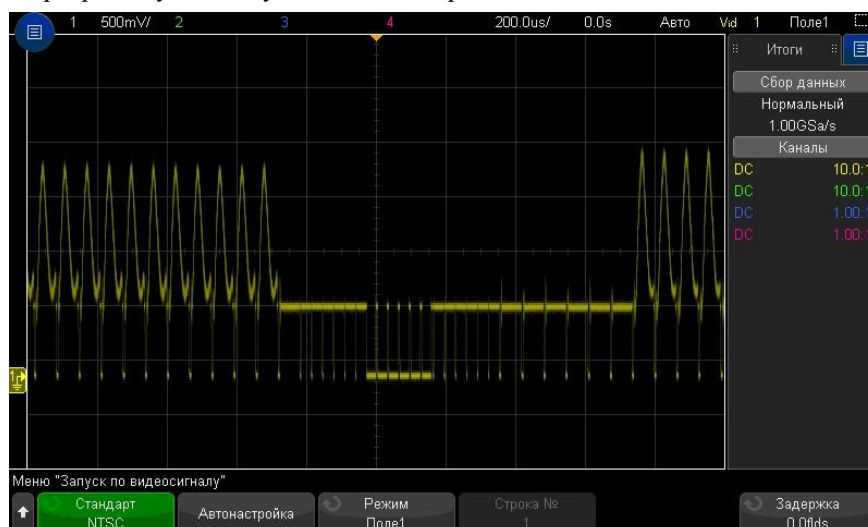 1 500mV/ 2 3 4 200.0us/ 0.0s Авто Vid 1 Поле1
Итоги
Сбор данных
Нормальный
1.00GSa/s
Каналы
DC 10.0:1
DC 10.0:1
DC 1.00:1
DC 1.00:1
Меню "Запуск по видеосигналу"
Стандарт
NTSC
Автонастройка
Режим
Поле1
Строка №
1
Задержка
0.0flds